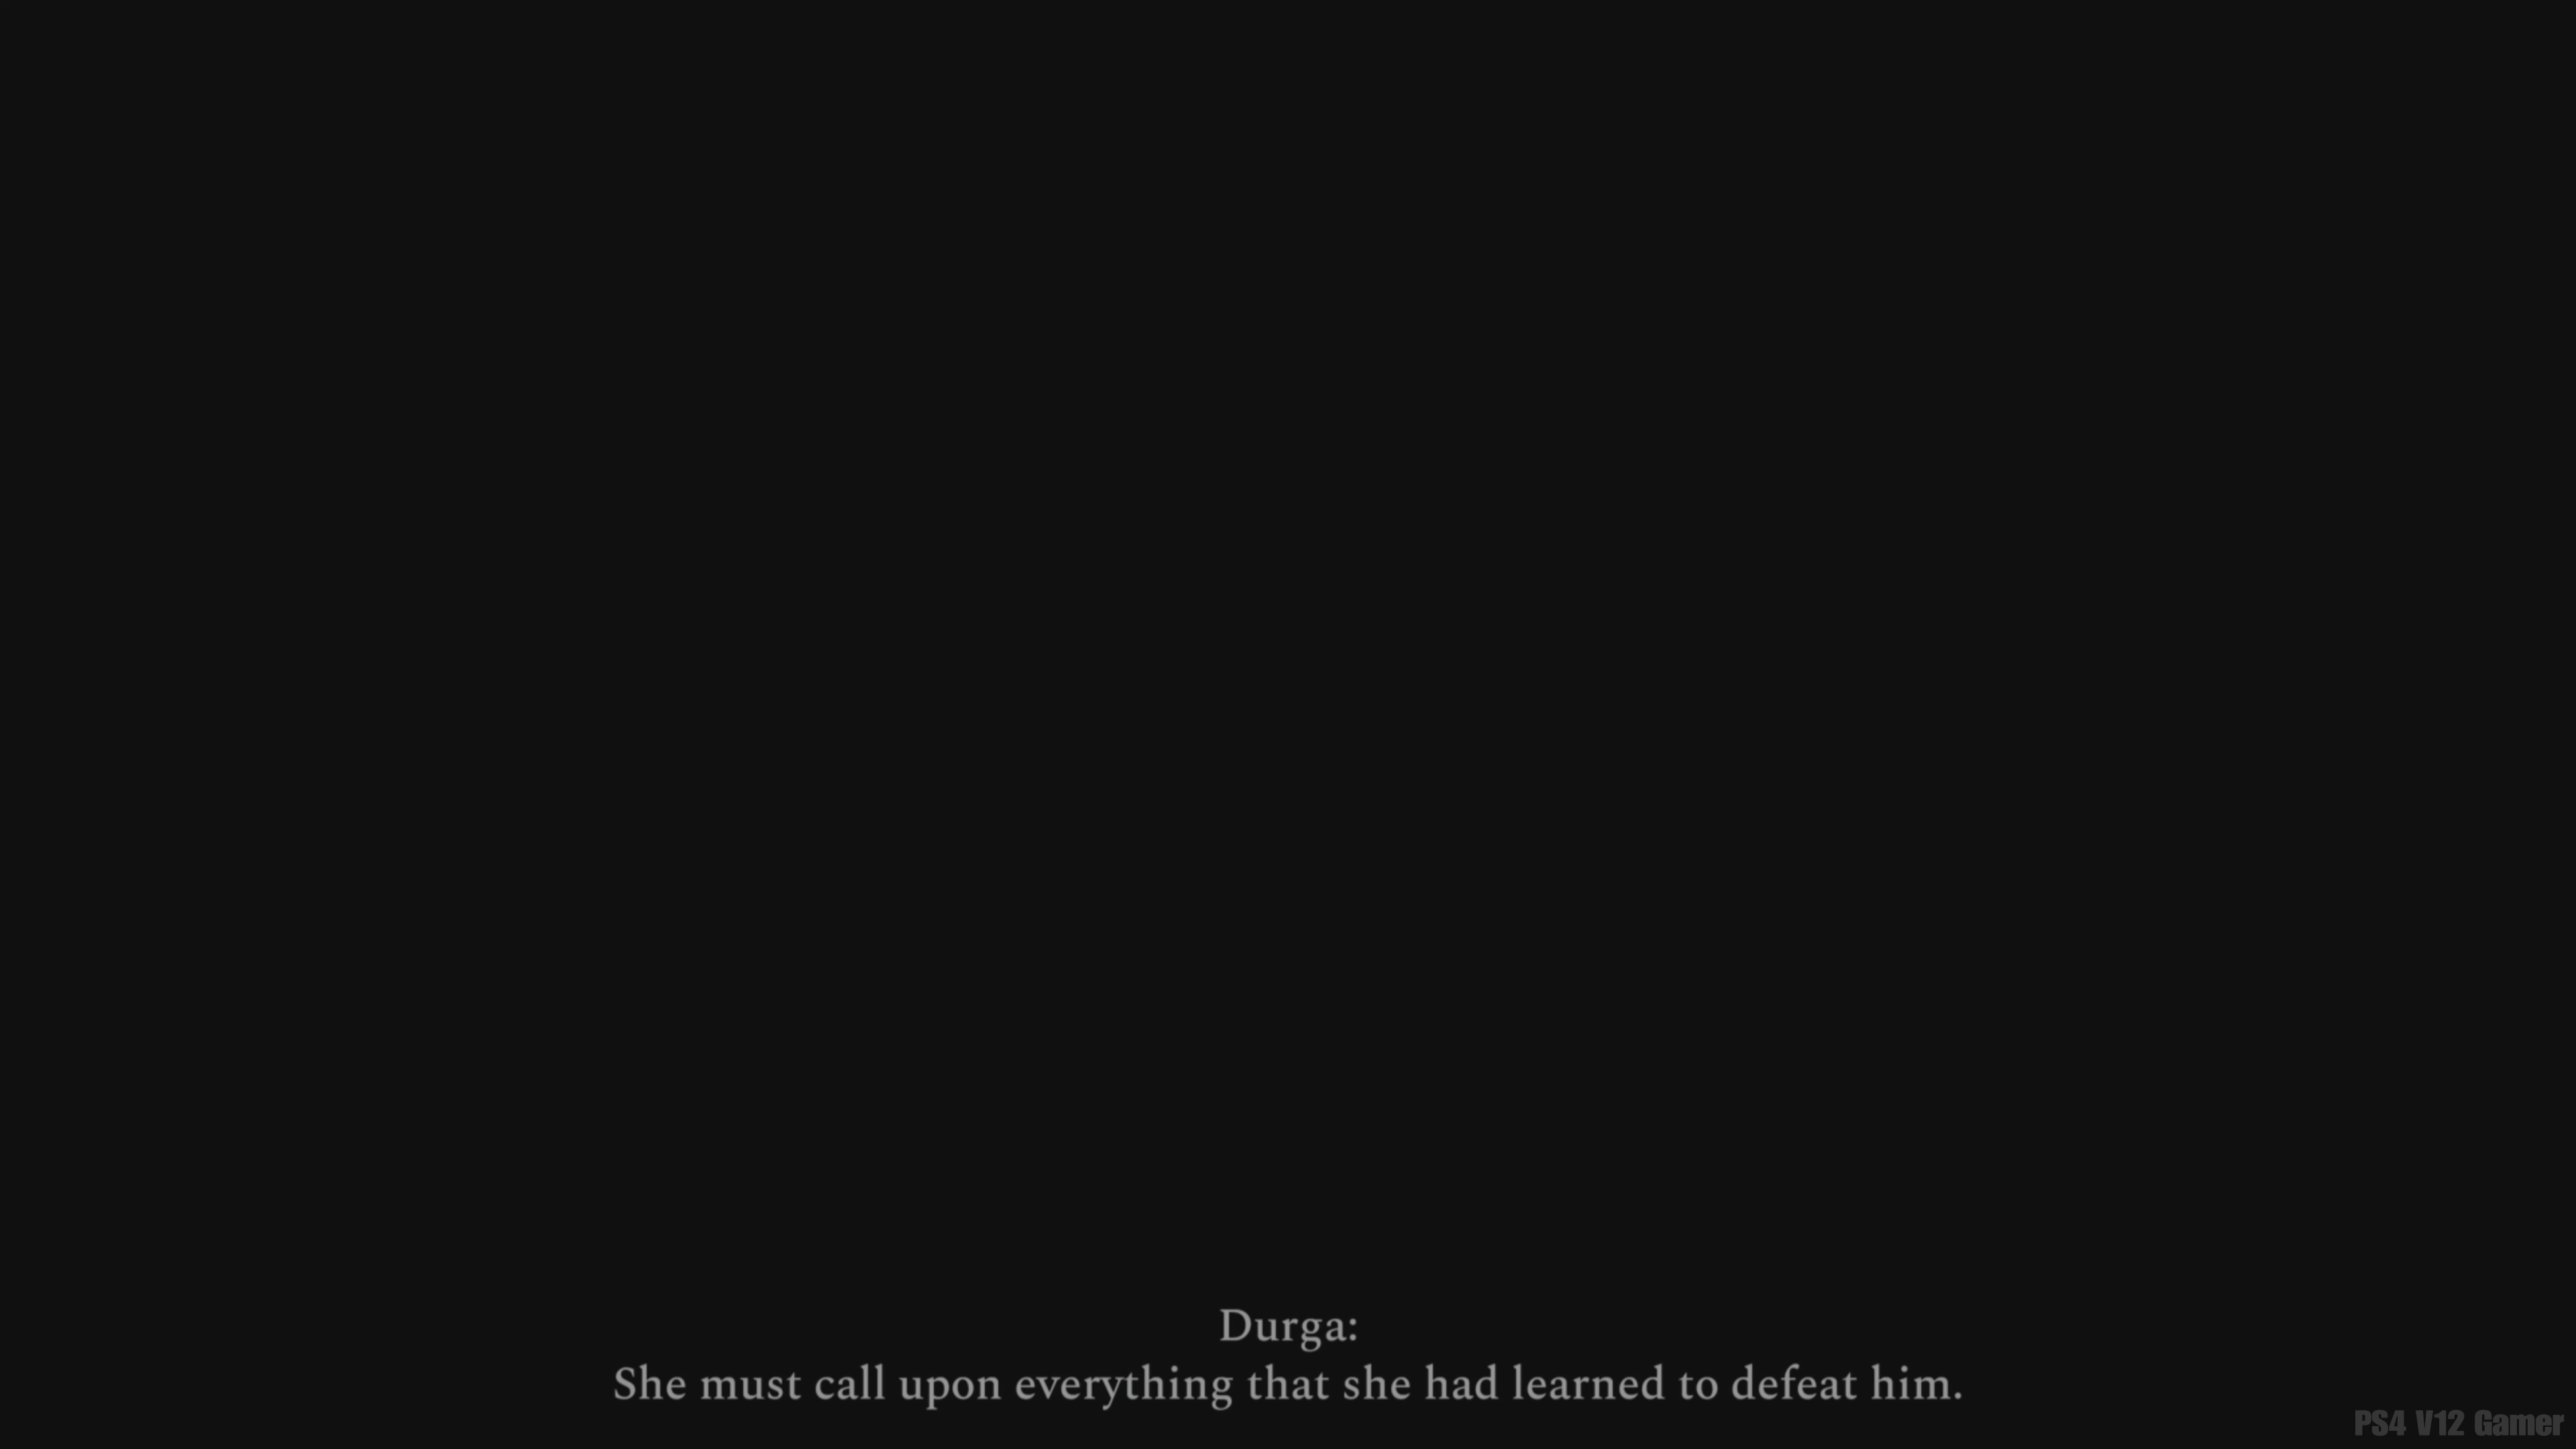 Durga:
She must call upon everything that she had learned to defeat him.
PS4 V12 Gamer